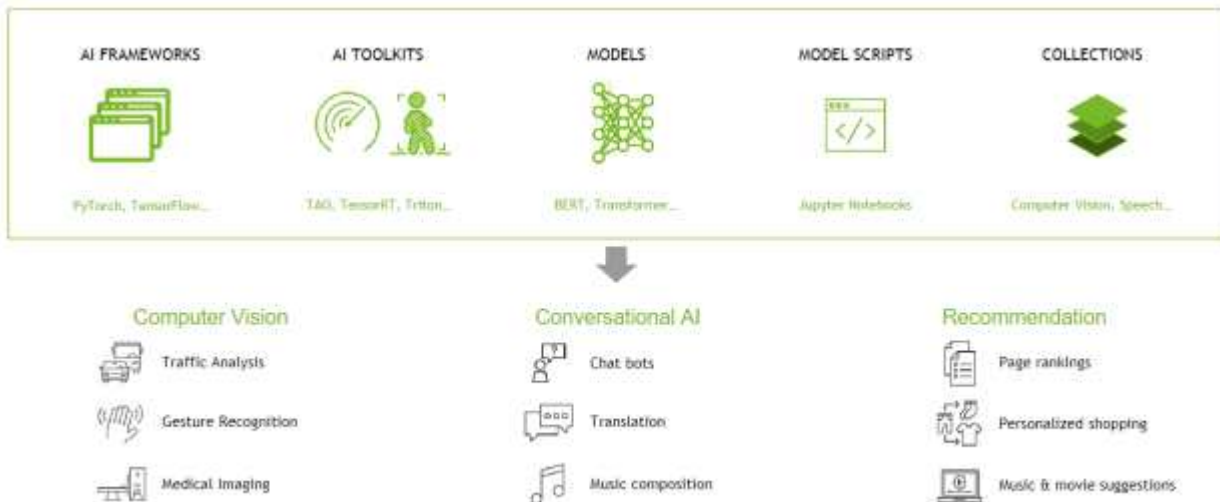 AI FRAMEWORKS
AI TOOLKITS
MODELS
MODEL SCRIPTS
COLLECTIONS
</>
PyTorch, TensorFlow...
TAO, TensorRT, Triton...
BERT, Transformer...
Jupyter Notebooks
Computer Vision, Speech...
Computer Vision
Conversational AI
Recommendation
Traffic Analysis
?
Chat bots
Page rankings
Gesture Recognition
Translation
Personalized shopping
Medical Imaging
Music composition
Music & movie suggestions